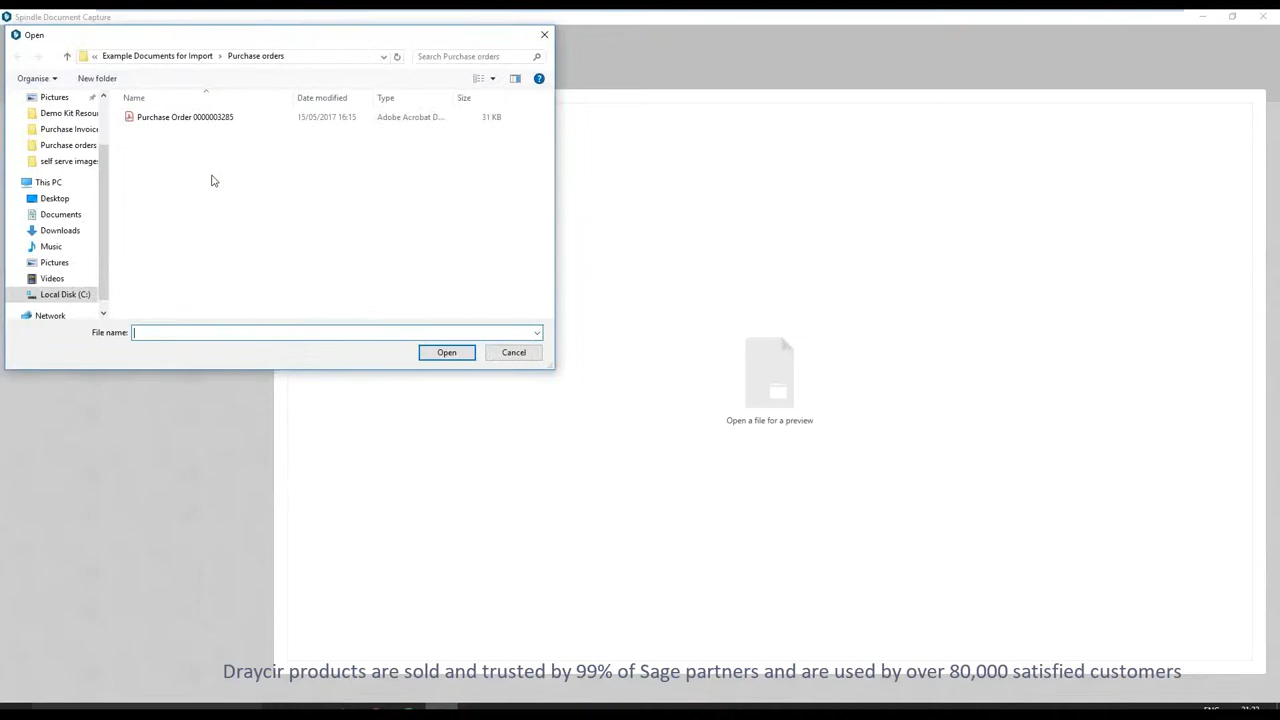 Spindle Document Capture
Open
« Example Documents for Import › Purchase orders
Search Purchase orders
Organise
New folder
Name
Date modified
Type
Size
Pictures
Demo Kit Resou
Purchase Invoic
Purchase orders
self serve images
This PC
Desktop
Documents
Downloads
Music
Pictures
Videos
Local Disk (C:)
Network
Purchase Order 0000003285
15/05/2017 16:15
Adobe Acrobat D...
31 KB
File name:
Open
Cancel
Open a file for a preview
Draycir products are sold and trusted by 99% of Sage partners and are used by over 80,000 satisfied customers